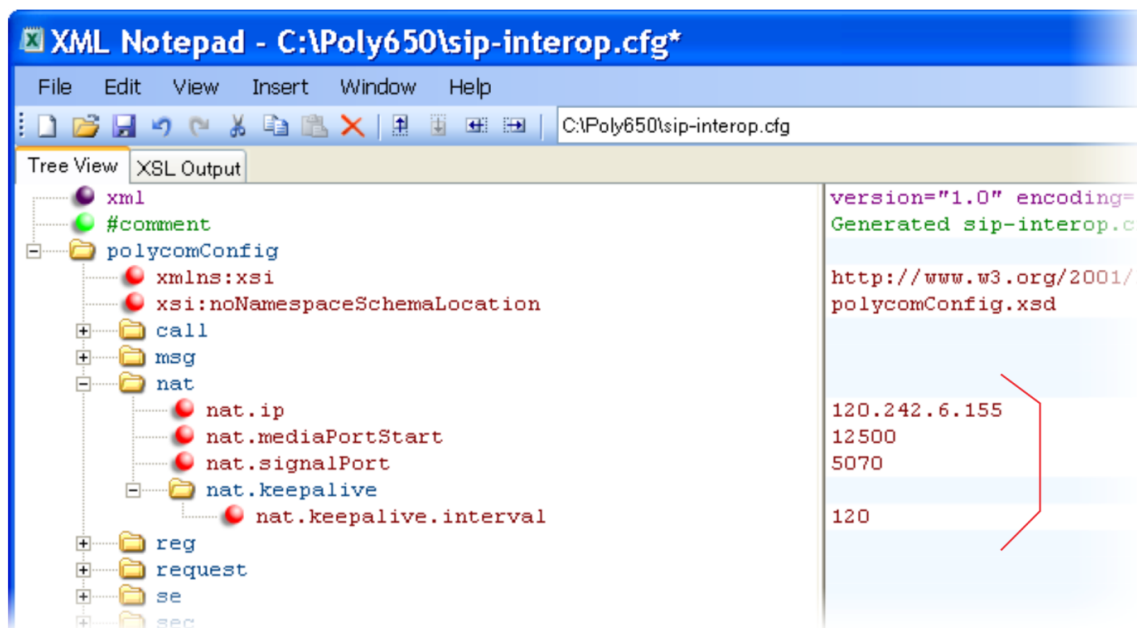 XML Notepad - C:\Poly650\sip-interop.cfg*
File Edit View Insert Window Help
C:\Poly650\sip-interop.cfg
Tree View XSL Output
xml version="1.0" encoding=
#comment Generated sip-interop.c
polycomConfig
xmlns:xsi http://www.w3.org/2001/
xsi:noNamespaceSchemaLocation polycomConfig.xsd
call
msg
nat
nat.ip 120.242.6.155
nat.mediaPortStart 12500
nat.signalPort 5070
nat.keepalive
nat.keepalive.interval 120
reg
request
se
sec